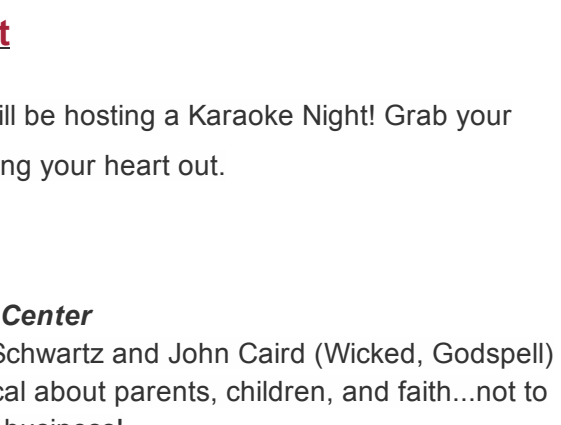 t
ill be hosting a Karaoke Night! Grab your
ng your heart out.
Center
Schwartz and John Caird (Wicked, Godspell)
cal about parents, children, and faith...not to
business!